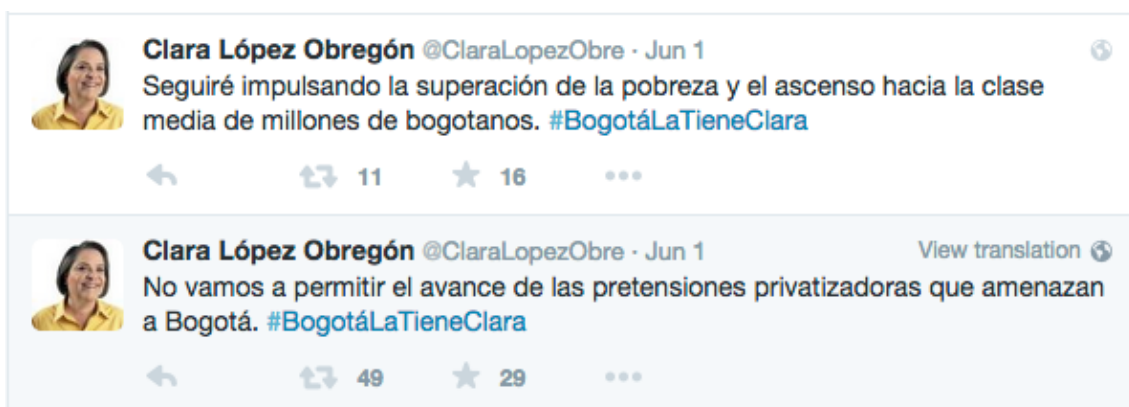 Clara López Obregón @ClaraLopezObre · Jun 1
Seguiré impulsando la superación de la pobreza y el ascenso hacia la clase
media de millones de bogotanos. #BogotáLaTieneClara
11 16
Clara López Obregón @ClaraLopezObre · Jun 1 View translation
No vamos a permitir el avance de las pretensiones privatizadoras que amenazan
a Bogotá. #BogotáLaTieneClara
49 29